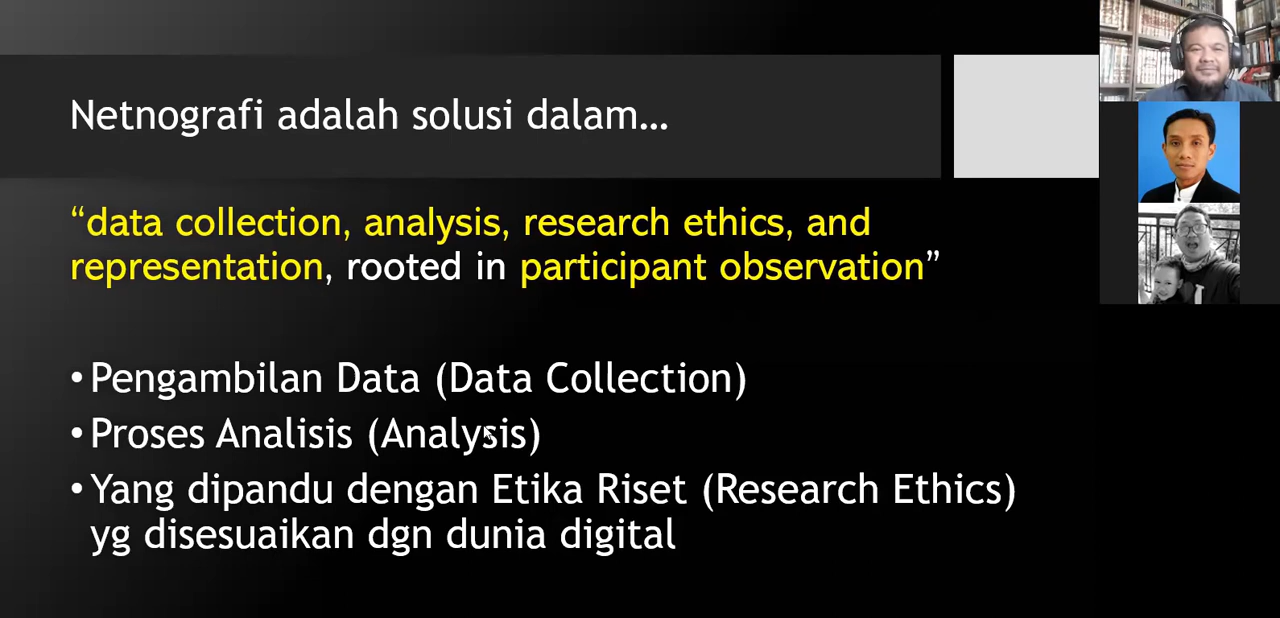 Netnografi adalah solusi dalam...
“data collection, analysis, research ethics, and
representation, rooted in participant observation”
•Pengambilan Data (Data Collection)
•Proses Analisis (Analysis)
•Yang dipandu dengan Etika Riset (Research Ethics)
yg disesuaikan dgn dunia digital